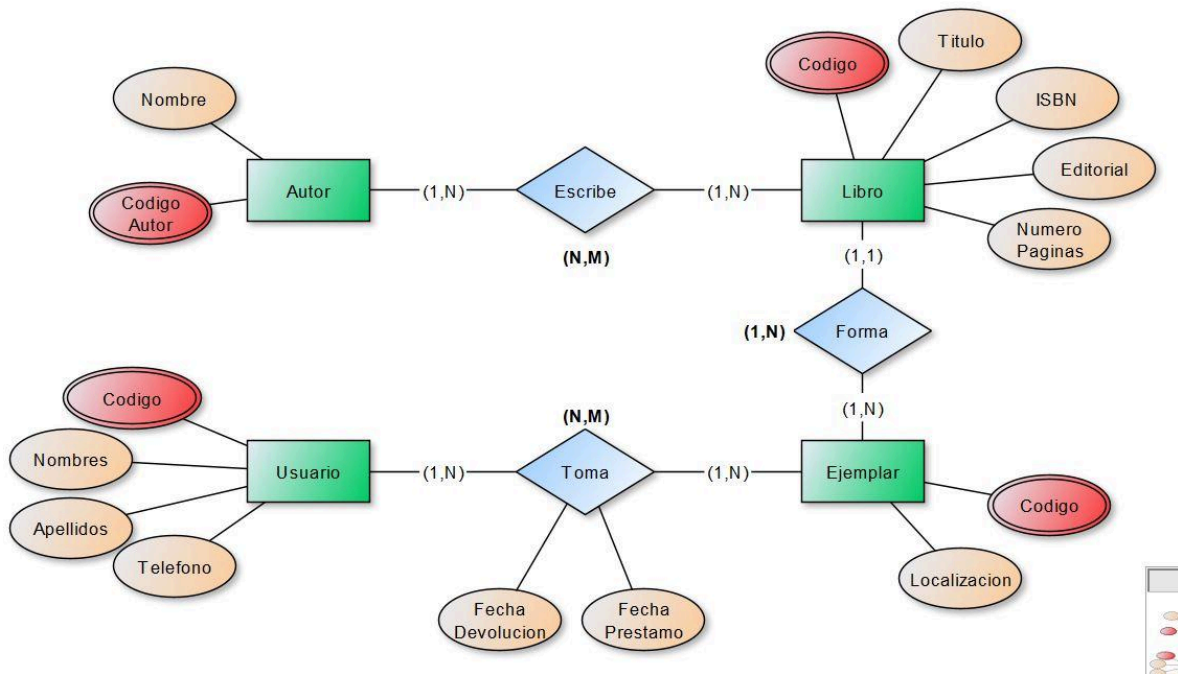 Titulo
Codigo
Nombre
ISBN
Editorial
Codigo
Autor
Autor
(1,N)
Escribe
(1,N)
Libro
Numero
Paginas
(N,M)
(1,1)
(1,N)
Forma
Codigo
(N,M)
(1,N)
Nombres
Usuario
(1,N)
Toma
(1,N)
Ejemplar
Codigo
Apellidos
Telefono
Localizacion
Fecha
Devolucion
Fecha
Prestamo